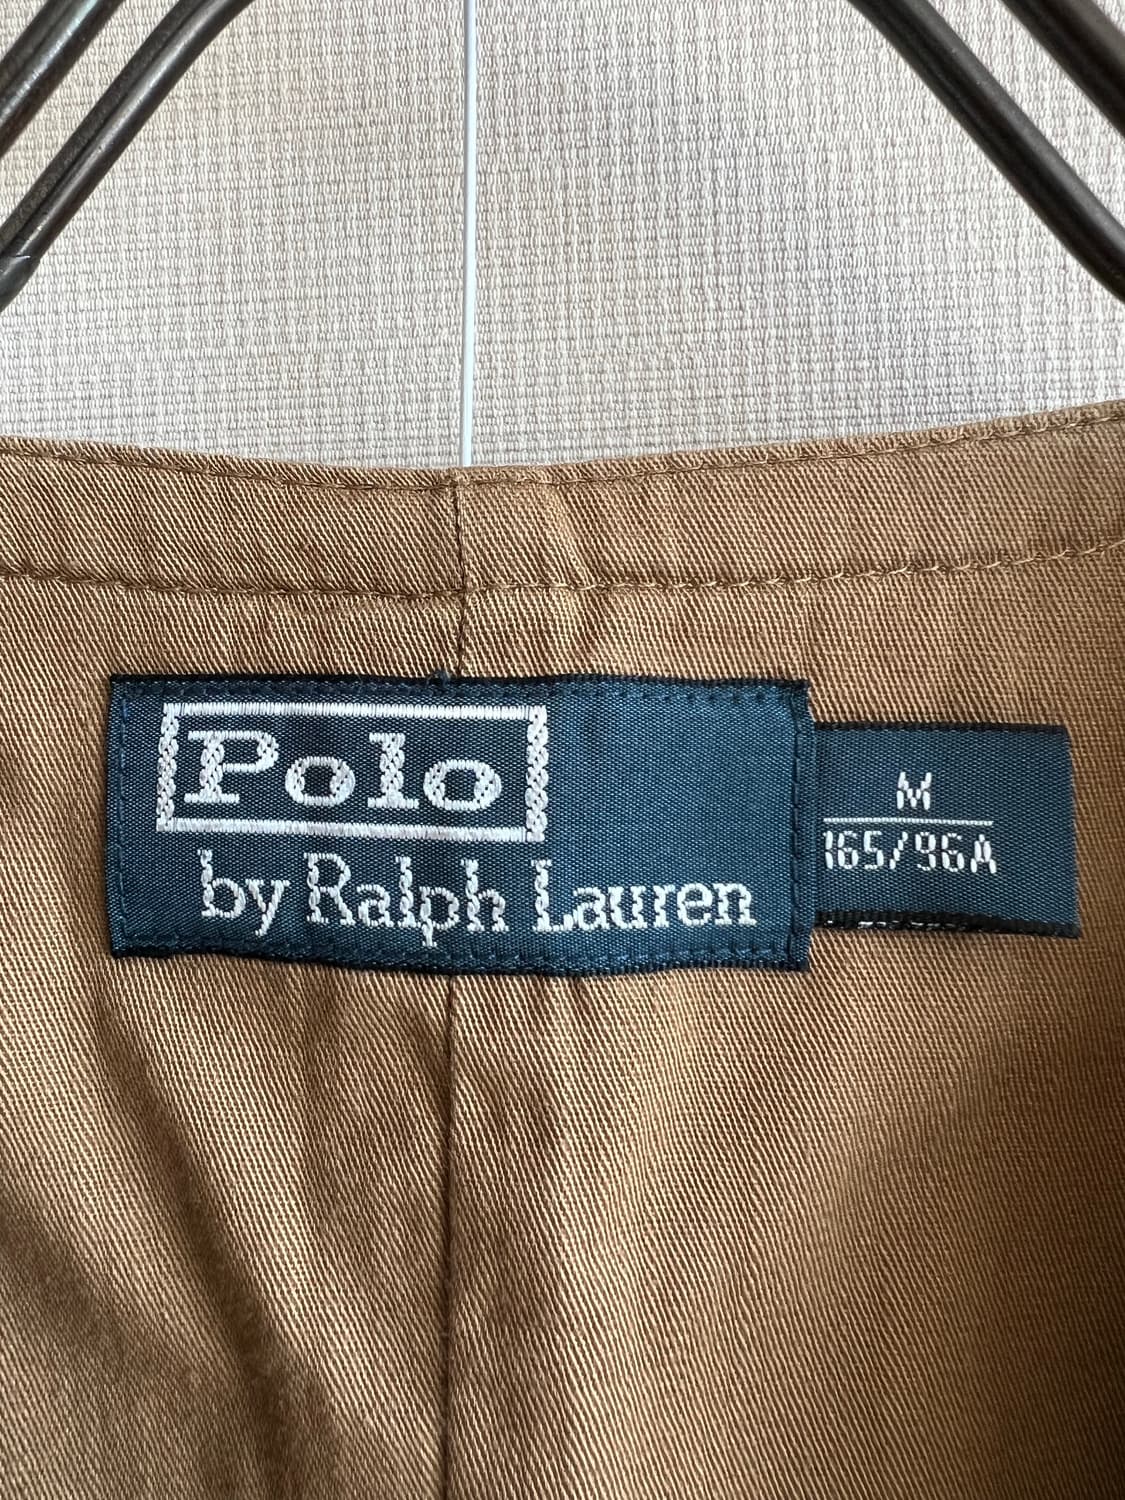 Polo
by Ralph Lauren
M
165/96A